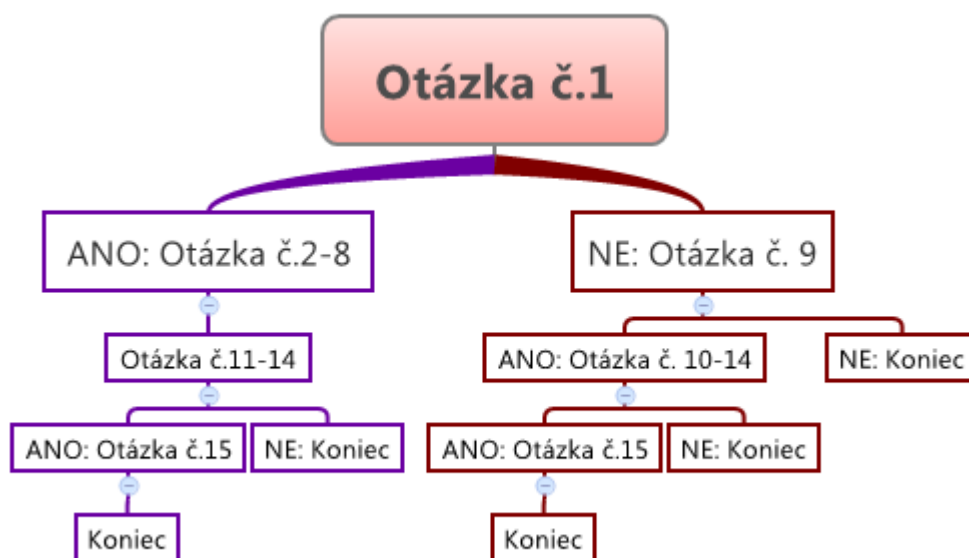 Otázka č.1
ANO: Otázka č.2-8
NE: Otázka č. 9
Otázka č.11-14
ANO: Otázka č. 10-14
NE: Koniec
ANO: Otázka č.15
NE: Koniec
ANO: Otázka č.15
NE: Koniec
Koniec
Koniec